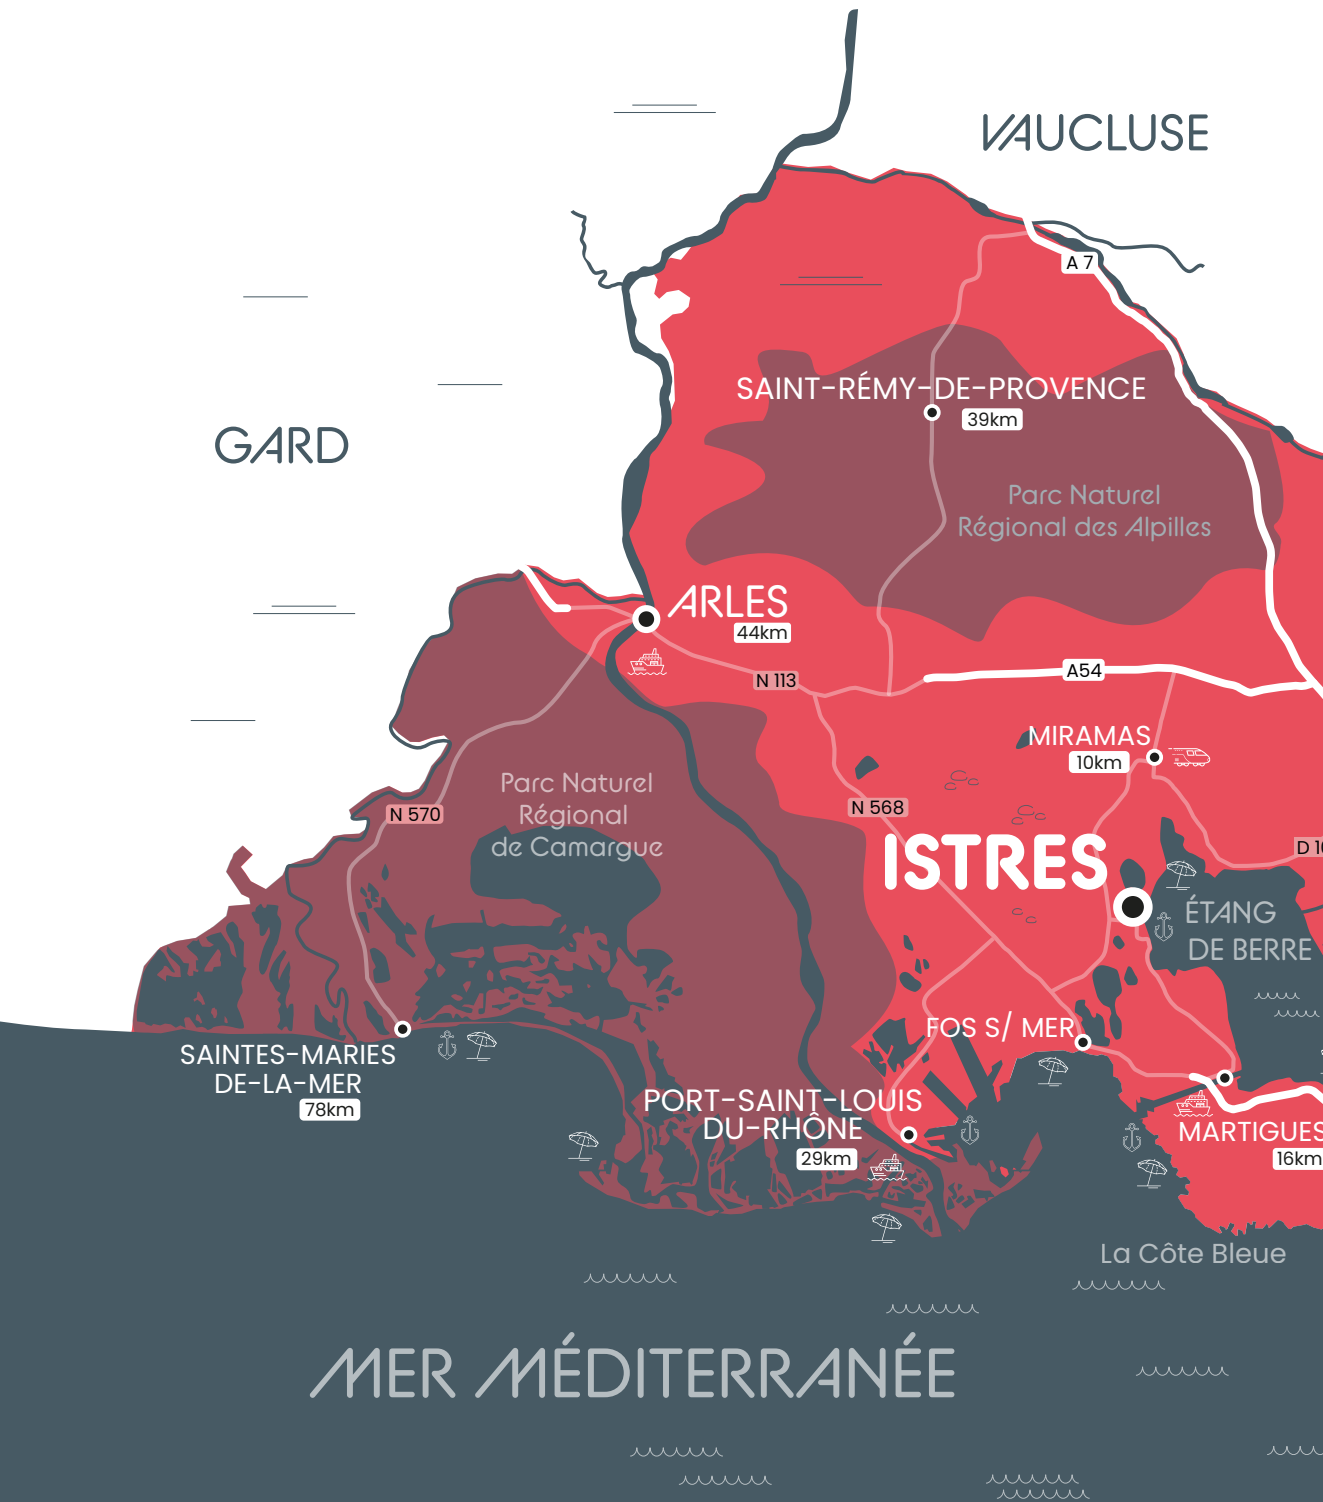 VAUCLUSE
A 7
SAINT-RÉMY-DE-PROVENCE
39km
GARD
Parc Naturel
Régional des Alpilles
ARLES
44km
N 113
A54
MIRAMAS
10km
Parc Naturel
Régional
de Camargue
N 570
N 568
ISTRES
D 10
ÉTANG
DE BERRE
FOS S/ MER
SAINTES-MARIES
DE-LA-MER
78km
PORT-SAINT-LOUIS
DU-RHÔNE
29km
MARTIGUES
16km
La Côte Bleue
MER MÉDITERRANÉE